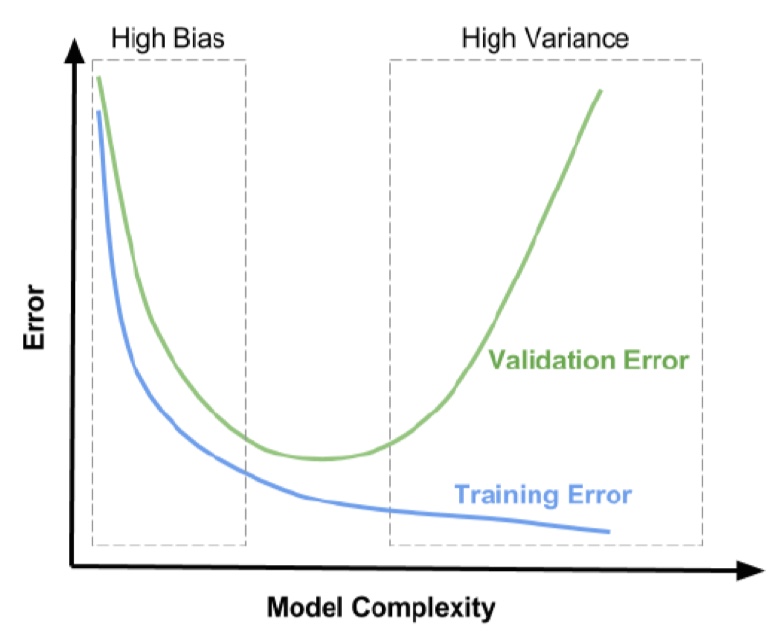 High Bias
High Variance
Error
Validation Error
Training Error
Model Complexity